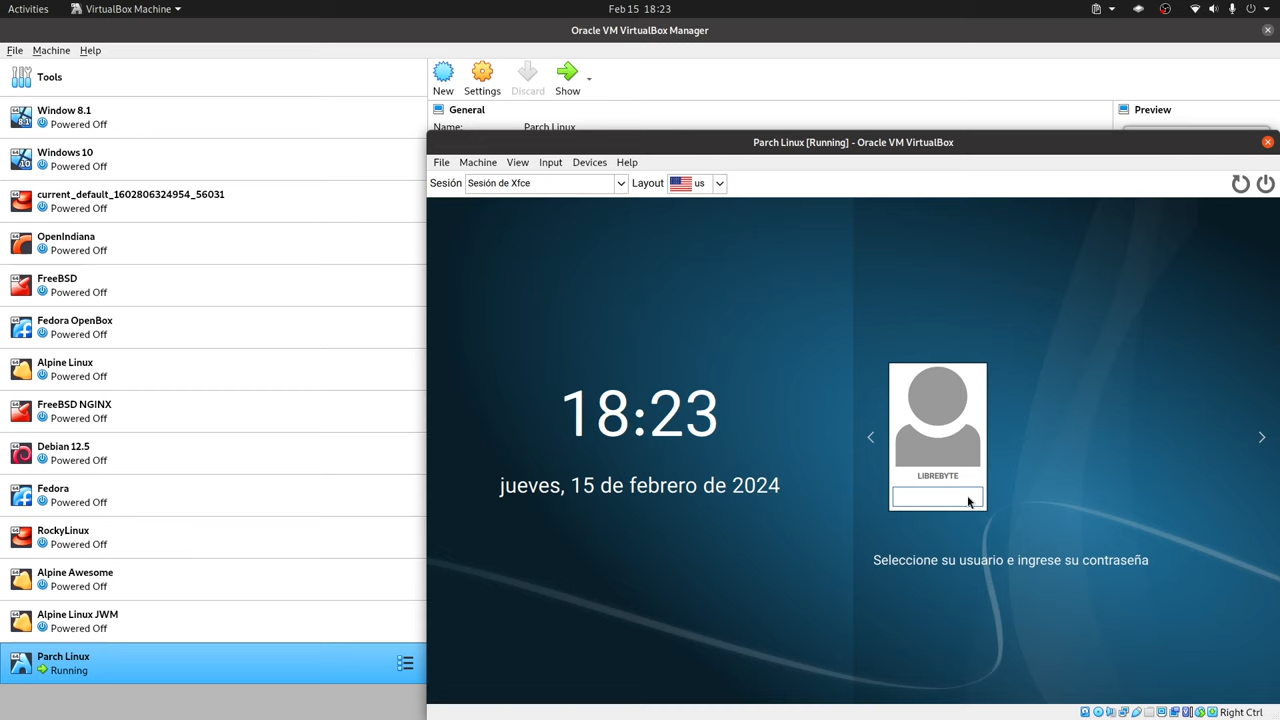 Activities VirtualBox Machine Feb 15 18:23
Oracle VM VirtualBox Manager
File Machine Help
Tools
New Settings Discard Show
General
Preview
Name: Parch Linux
Window 8.1
Powered Off
Windows 10
Powered Off
current_default_1602806324954_56031
Powered Off
OpenIndiana
Powered Off
FreeBSD
Powered Off
Fedora OpenBox
Powered Off
Alpine Linux
Powered Off
FreeBSD NGINX
Powered Off
Debian 12.5
Powered Off
Fedora
Powered Off
RockyLinux
Powered Off
Alpine Awesome
Powered Off
Alpine Linux JWM
Powered Off
Parch Linux
Running
Parch Linux [Running] - Oracle VM VirtualBox
File Machine View Input Devices Help
Sesión Sesión de Xfce Layout us
18:23
jueves, 15 de febrero de 2024
LIBREBYTE
Seleccione su usuario e ingrese su contraseña
Right Ctrl